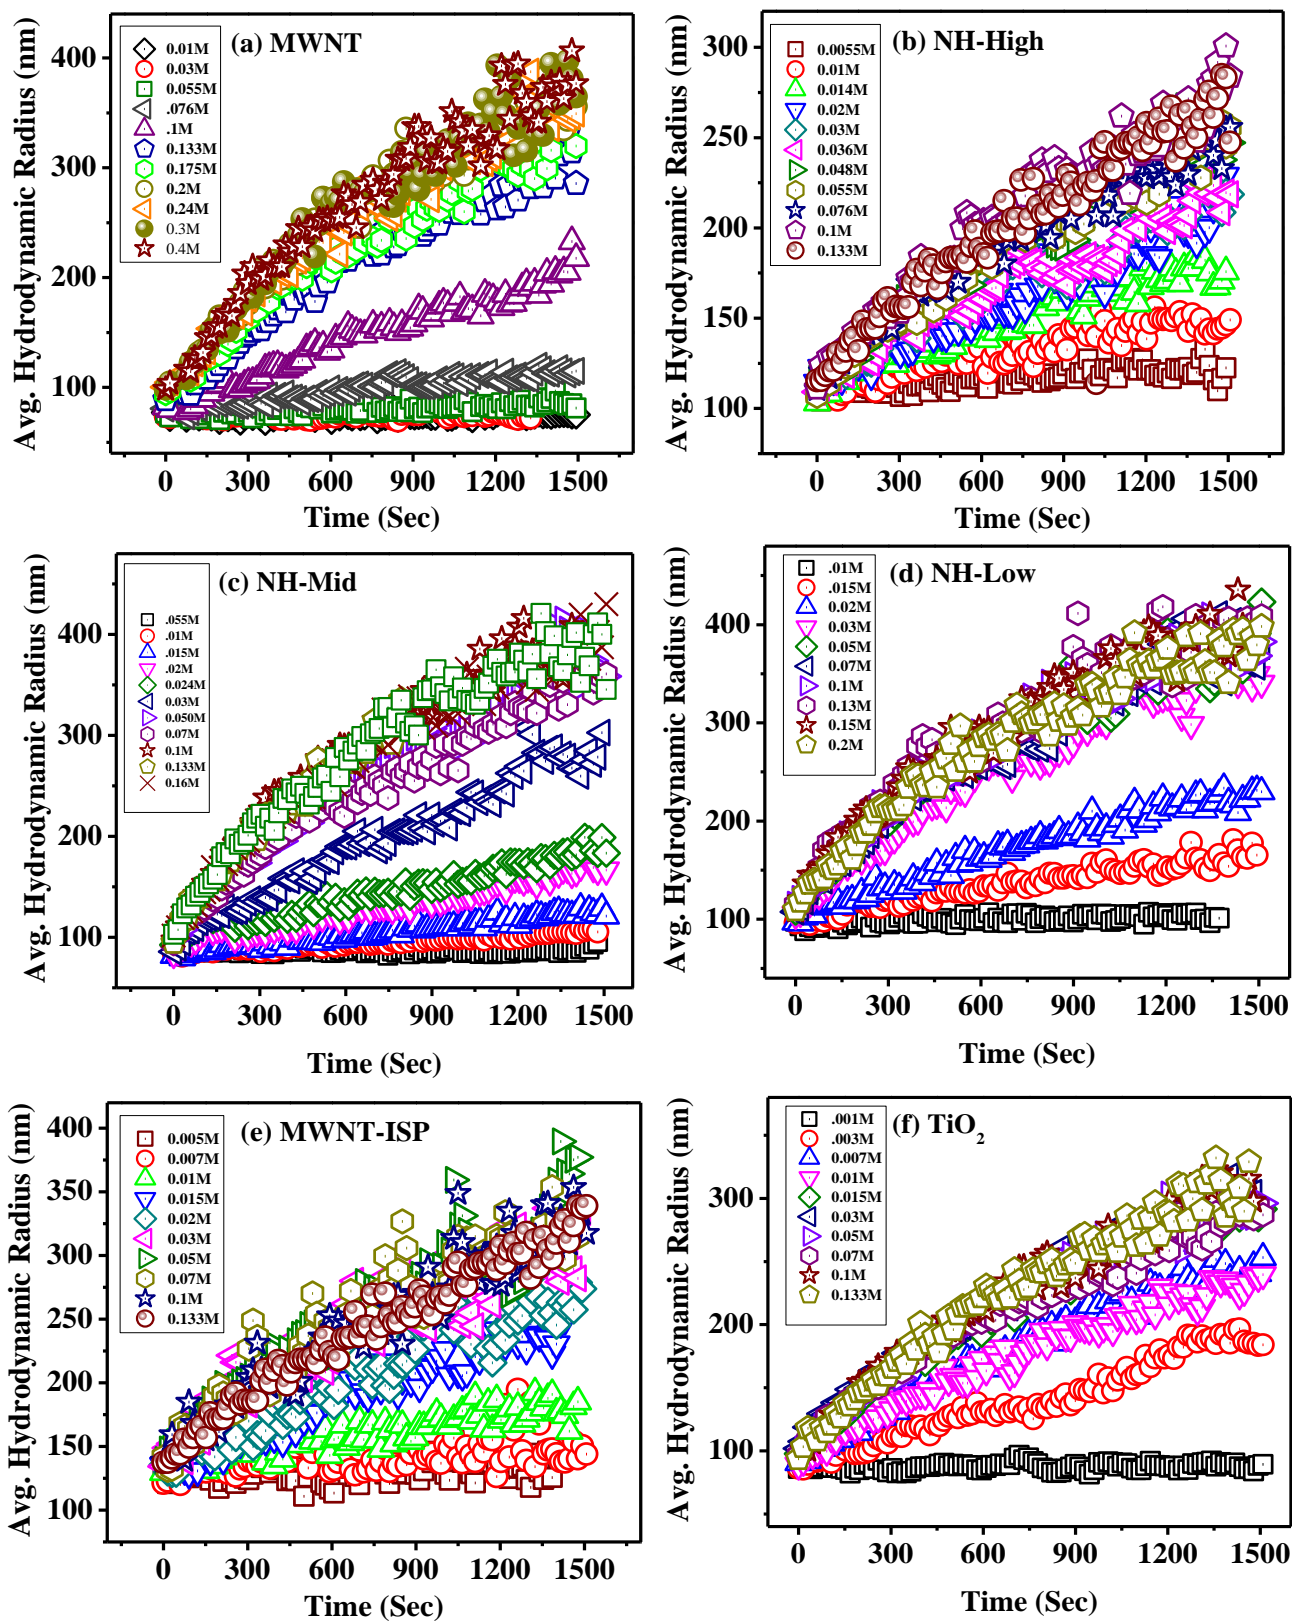 (a) MWNT
Avg. Hydrodynamic Radius (nm)
400
300
200
100
0.01M
0.03M
0.055M
.076M
.1M
0.133M
0.175M
0.2M
0.24M
0.3M
0.4M
0 300 600 900 1200 1500
Time (Sec)
(b) NH-High
Avg. Hydrodynamic Radius (nm)
300
250
200
150
100
0.0055M
0.01M
0.014M
0.02M
0.03M
0.036M
0.048M
0.055M
0.076M
0.1M
0.133M
0 300 600 900 1200 1500
Time (Sec)
(c) NH-Mid
Avg. Hydrodynamic Radius (nm)
400
300
200
100
.055M
.01M
.015M
.02M
0.024M
0.03M
0.050M
0.07M
0.1M
0.133M
0.16M
0 300 600 900 1200 1500
Time (Sec)
(d) NH-Low
Avg. Hydrodynamic Radius (nm)
400
300
200
100
.01M
.015M
0.02M
0.03M
0.05M
0.07M
0.1M
0.13M
0.15M
0.2M
0 300 600 900 1200 1500
Time (Sec)
(e) MWNT-ISP
Avg. Hydrodynamic Radius (nm)
400
350
300
250
200
150
100
0.005M
0.007M
0.01M
0.015M
0.02M
0.03M
0.05M
0.07M
0.1M
0.133M
0 300 600 900 1200 1500
Time (Sec)
(f) TiO2
Avg. Hydrodynamic Radius (nm)
300
200
100
.001M
.003M
0.007M
0.01M
0.015M
0.03M
0.05M
0.07M
0.1M
0.133M
0 300 600 900 1200 1500
Time (Sec)